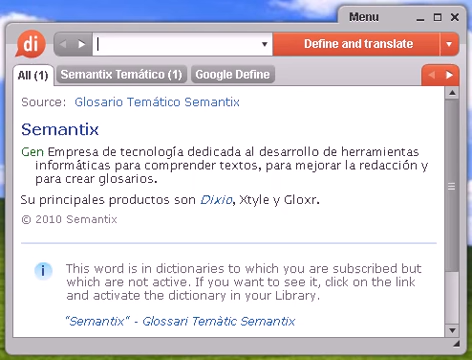 Menu
di
Define and translate
All (1)
Semantix Temático (1)
Google Define
Source: Glosario Temático Semantix
Semantix
Gen Empresa de tecnología dedicada al desarrollo de herramientas
informáticas para comprender textos, para mejorar la redacción y
para crear glosarios.
Su principales productos son Dixio, Xtyle y Gloxr.
© 2010 Semantix
i
This word is in dictionaries to which you are subscribed but
which are not active. If you want to see it, click on the link
and activate the dictionary in your Library.
"Semantix" - Glossari Temàtic Semantix